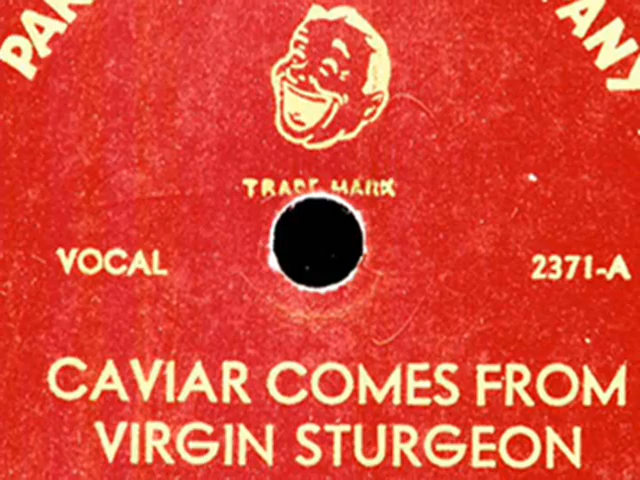 TRADE MARK
VOCAL
2371-A
CAVIAR COMES FROM
VIRGIN STURGEON